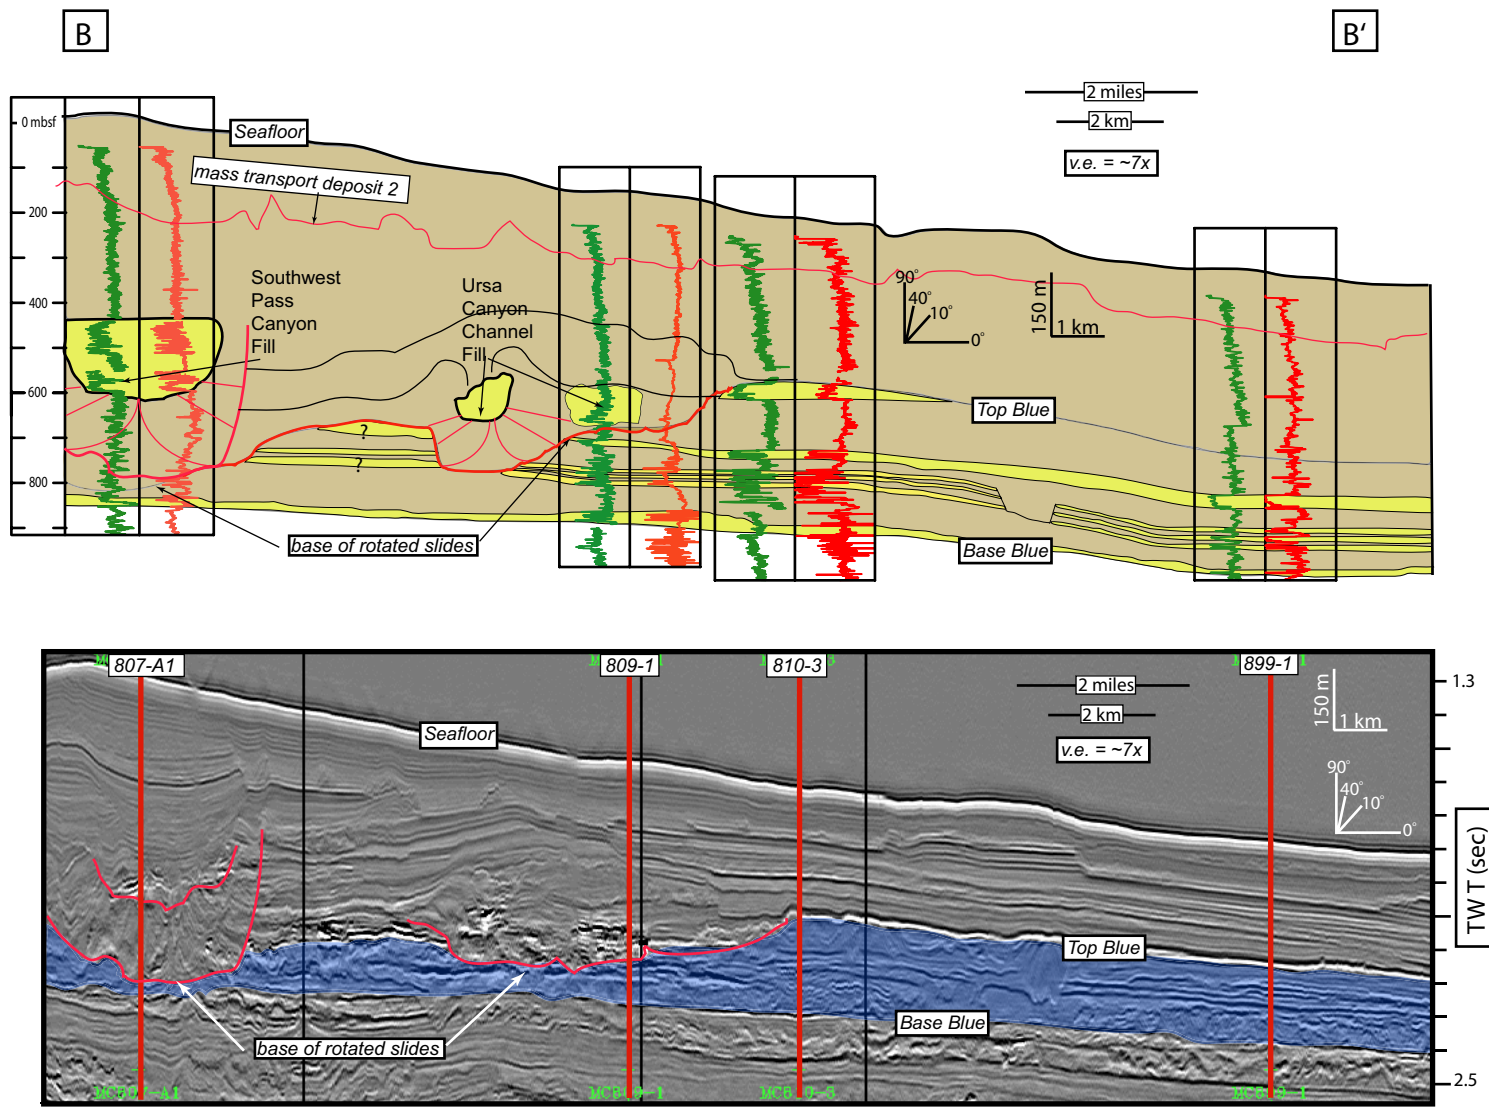 B
B'
2 miles
2 km
v.e. = ~7x
0 mbsf
200
400
600
800
Seafloor
mass transport deposit 2
Southwest
Pass
Canyon
Fill
Ursa
Canyon
Channel
Fill
90°
40°
10°
0°
150 m
1 km
Top Blue
?
?
base of rotated slides
Base Blue
807-A1
809-1
810-3
899-1
2 miles
2 km
v.e. = ~7x
150 m
1 km
1.3
Seafloor
90°
40°
10°
0°
TW T (sec)
Top Blue
Base Blue
base of rotated slides
2.5